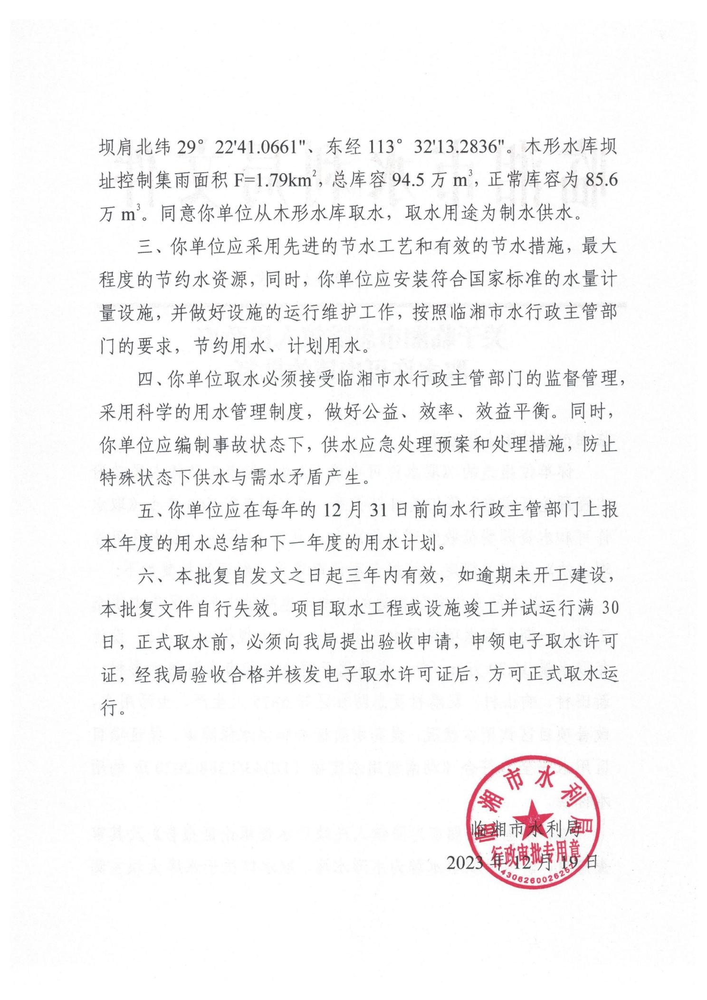 坝肩北纬 29° 22'41.0661"、东经 113° 32'13.2836"。木形水库坝
址控制集雨面积 F=1.79km²，总库容 94.5 万 m³，正常库容为 85.6
万 m³。同意你单位从木形水库取水，取水用途为制水供水。
三、你单位应采用先进的节水工艺和有效的节水措施，最大
程度的节约水资源，同时，你单位应安装符合国家标准的水量计
量设施，并做好设施的运行维护工作，按照临湘市水行政主管部
门的要求，节约用水、计划用水。
四、你单位取水必须接受临湘市水行政主管部门的监督管理，
采用科学的用水管理制度，做好公益、效率、效益平衡。同时，
你单位应编制事故状态下，供水应急处理预案和处理措施，防止
特殊状态下供水与需水矛盾产生。
五、你单位应在每年的 12 月 31 日前向水行政主管部门上报
本年度的用水总结和下一年度的用水计划。
六、本批复自发文之日起三年内有效，如逾期未开工建设，
本批复文件自行失效。项目取水工程或设施竣工并试运行满 30
日，正式取水前，必须向我局提出验收申请，申领电子取水许可
证，经我局验收合格并核发电子取水许可证后，方可正式取水运
行。
临湘市水利局
临湘市水利局
行政审批专用章
2023 年 12 月 19 日